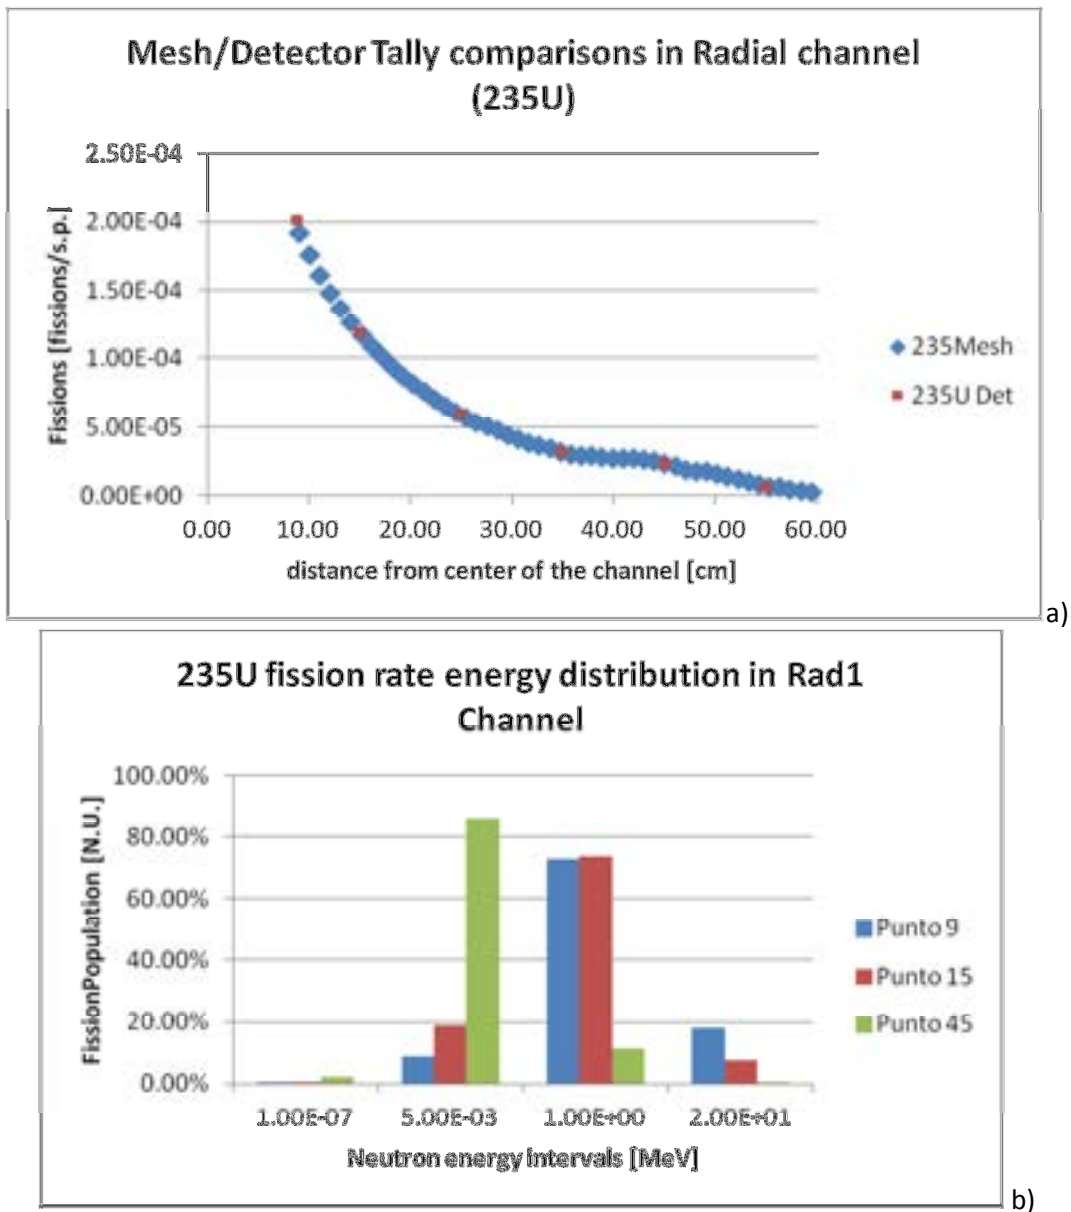 Mesh/Detector Tally comparisons in Radial channel
(235U)
Fissions [fissions/s.p.]
2.50E-04
2.00E-04
1.50E-04
1.00E-04
5.00E-05
0.00E+00
0.00 10.00 20.00 30.00 40.00 50.00 60.00
distance from center of the channel [cm]
235Mesh
235U Det
a)
235U fission rate energy distribution in Rad1
Channel
FissionPopulation [N.U.]
100.00%
80.00%
60.00%
40.00%
20.00%
0.00%
1.00E-07 5.00E-03 1.00E+00 2.00E+01
Neutron energy intervals [MeV]
Punto 9
Punto 15
Punto 45
b)